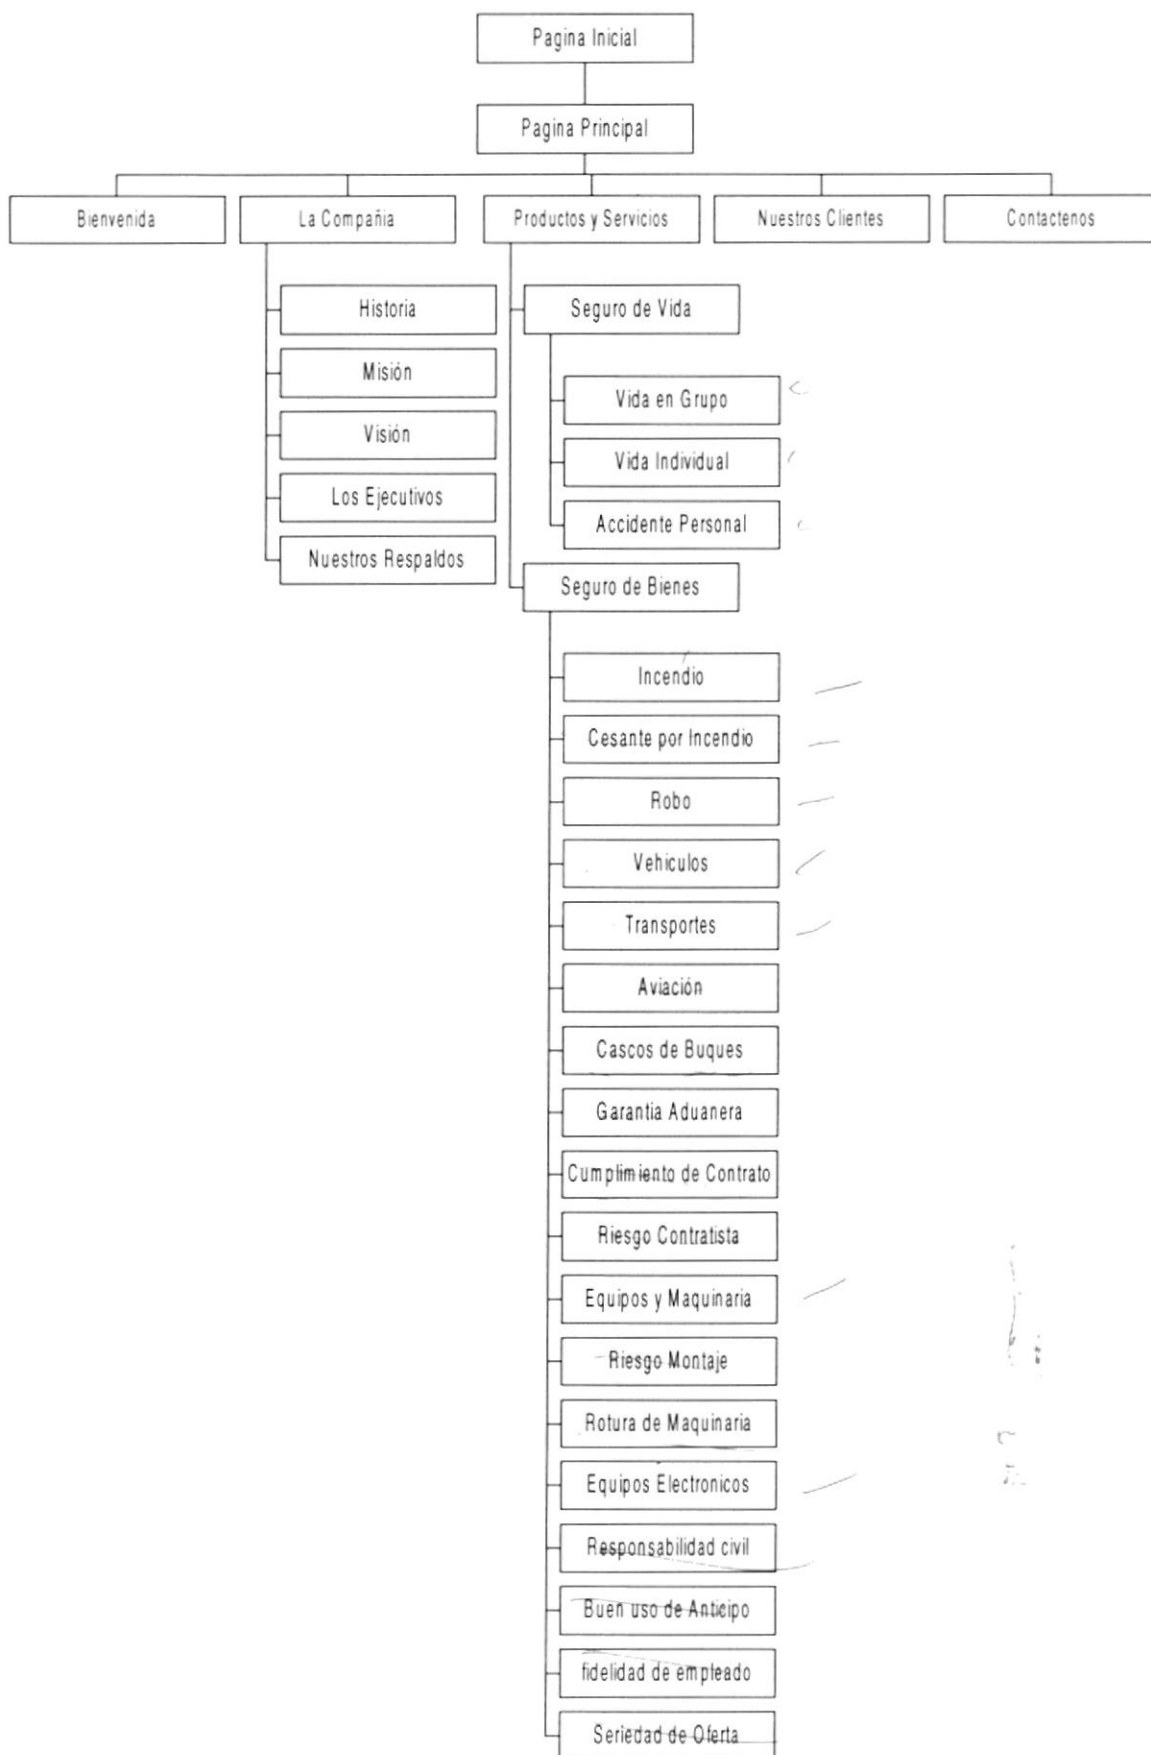 Pagina Inicial
Pagina Principal
Bienvenida
La Compañia
Productos y Servicios
Nuestros Clientes
Contactenos
Historia
Misión
Visión
Los Ejecutivos
Nuestros Respaldos
Seguro de Vida
Vida en Grupo
Vida Individual
Accidente Personal
Seguro de Bienes
Incendio
Cesante por Incendio
Robo
Vehiculos
Transportes
Aviación
Cascos de Buques
Garantia Aduanera
Cumplimiento de Contrato
Riesgo Contratista
Equipos y Maquinaria
Riesgo Montaje
Rotura de Maquinaria
Equipos Electronicos
Responsabilidad civil
Buen uso de Anticipo
fidelidad de empleado
Seriedad de Oferta